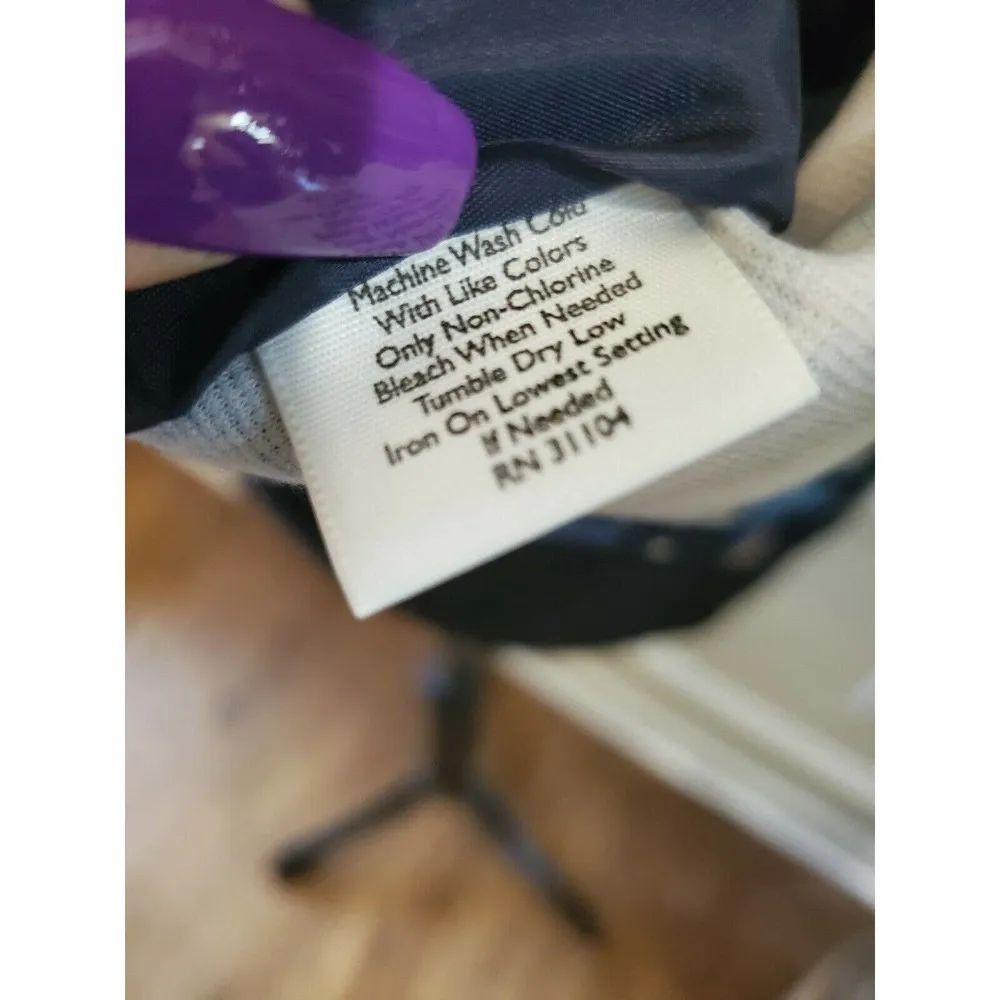 Machine Wash Cold
With Like Colors
Only Non-Chlorine
Bleach When Needed
Tumble Dry Low
Iron On Lowest Setting
If Needed
RN 31104